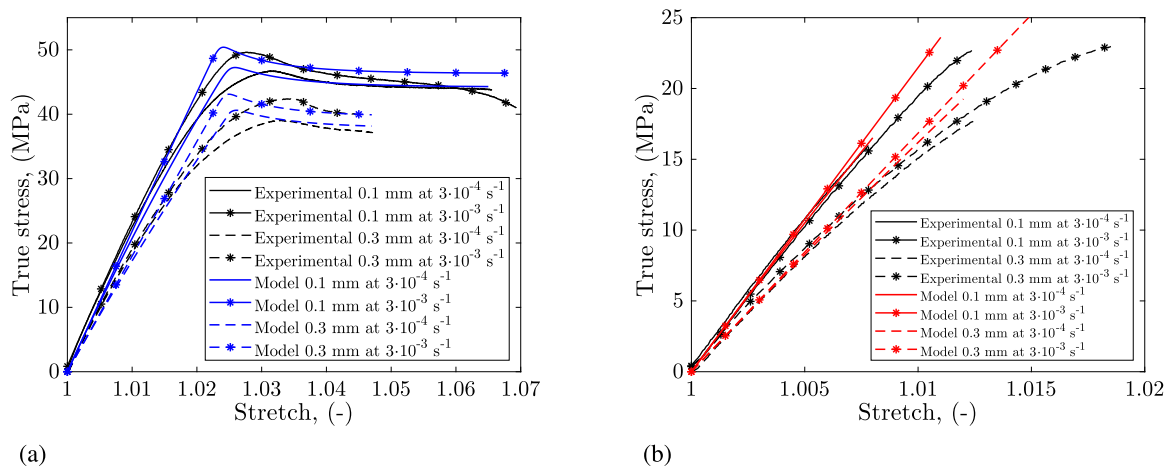 True stress, (MPa)
50
40
30
20
10
0
1
1.01
1.02
1.03
1.04
1.05
1.06
1.07
Stretch, (-)
Experimental 0.1 mm at 3·10⁻⁴ s⁻¹
Experimental 0.1 mm at 3·10⁻³ s⁻¹
Experimental 0.3 mm at 3·10⁻⁴ s⁻¹
Experimental 0.3 mm at 3·10⁻³ s⁻¹
Model 0.1 mm at 3·10⁻⁴ s⁻¹
Model 0.1 mm at 3·10⁻³ s⁻¹
Model 0.3 mm at 3·10⁻⁴ s⁻¹
Model 0.3 mm at 3·10⁻³ s⁻¹
(a)
True stress, (MPa)
25
20
15
10
5
0
1
1.005
1.01
1.015
1.02
Stretch, (-)
Experimental 0.1 mm at 3·10⁻⁴ s⁻¹
Experimental 0.1 mm at 3·10⁻³ s⁻¹
Experimental 0.3 mm at 3·10⁻⁴ s⁻¹
Experimental 0.3 mm at 3·10⁻³ s⁻¹
Model 0.1 mm at 3·10⁻⁴ s⁻¹
Model 0.1 mm at 3·10⁻³ s⁻¹
Model 0.3 mm at 3·10⁻⁴ s⁻¹
Model 0.3 mm at 3·10⁻³ s⁻¹
(b)